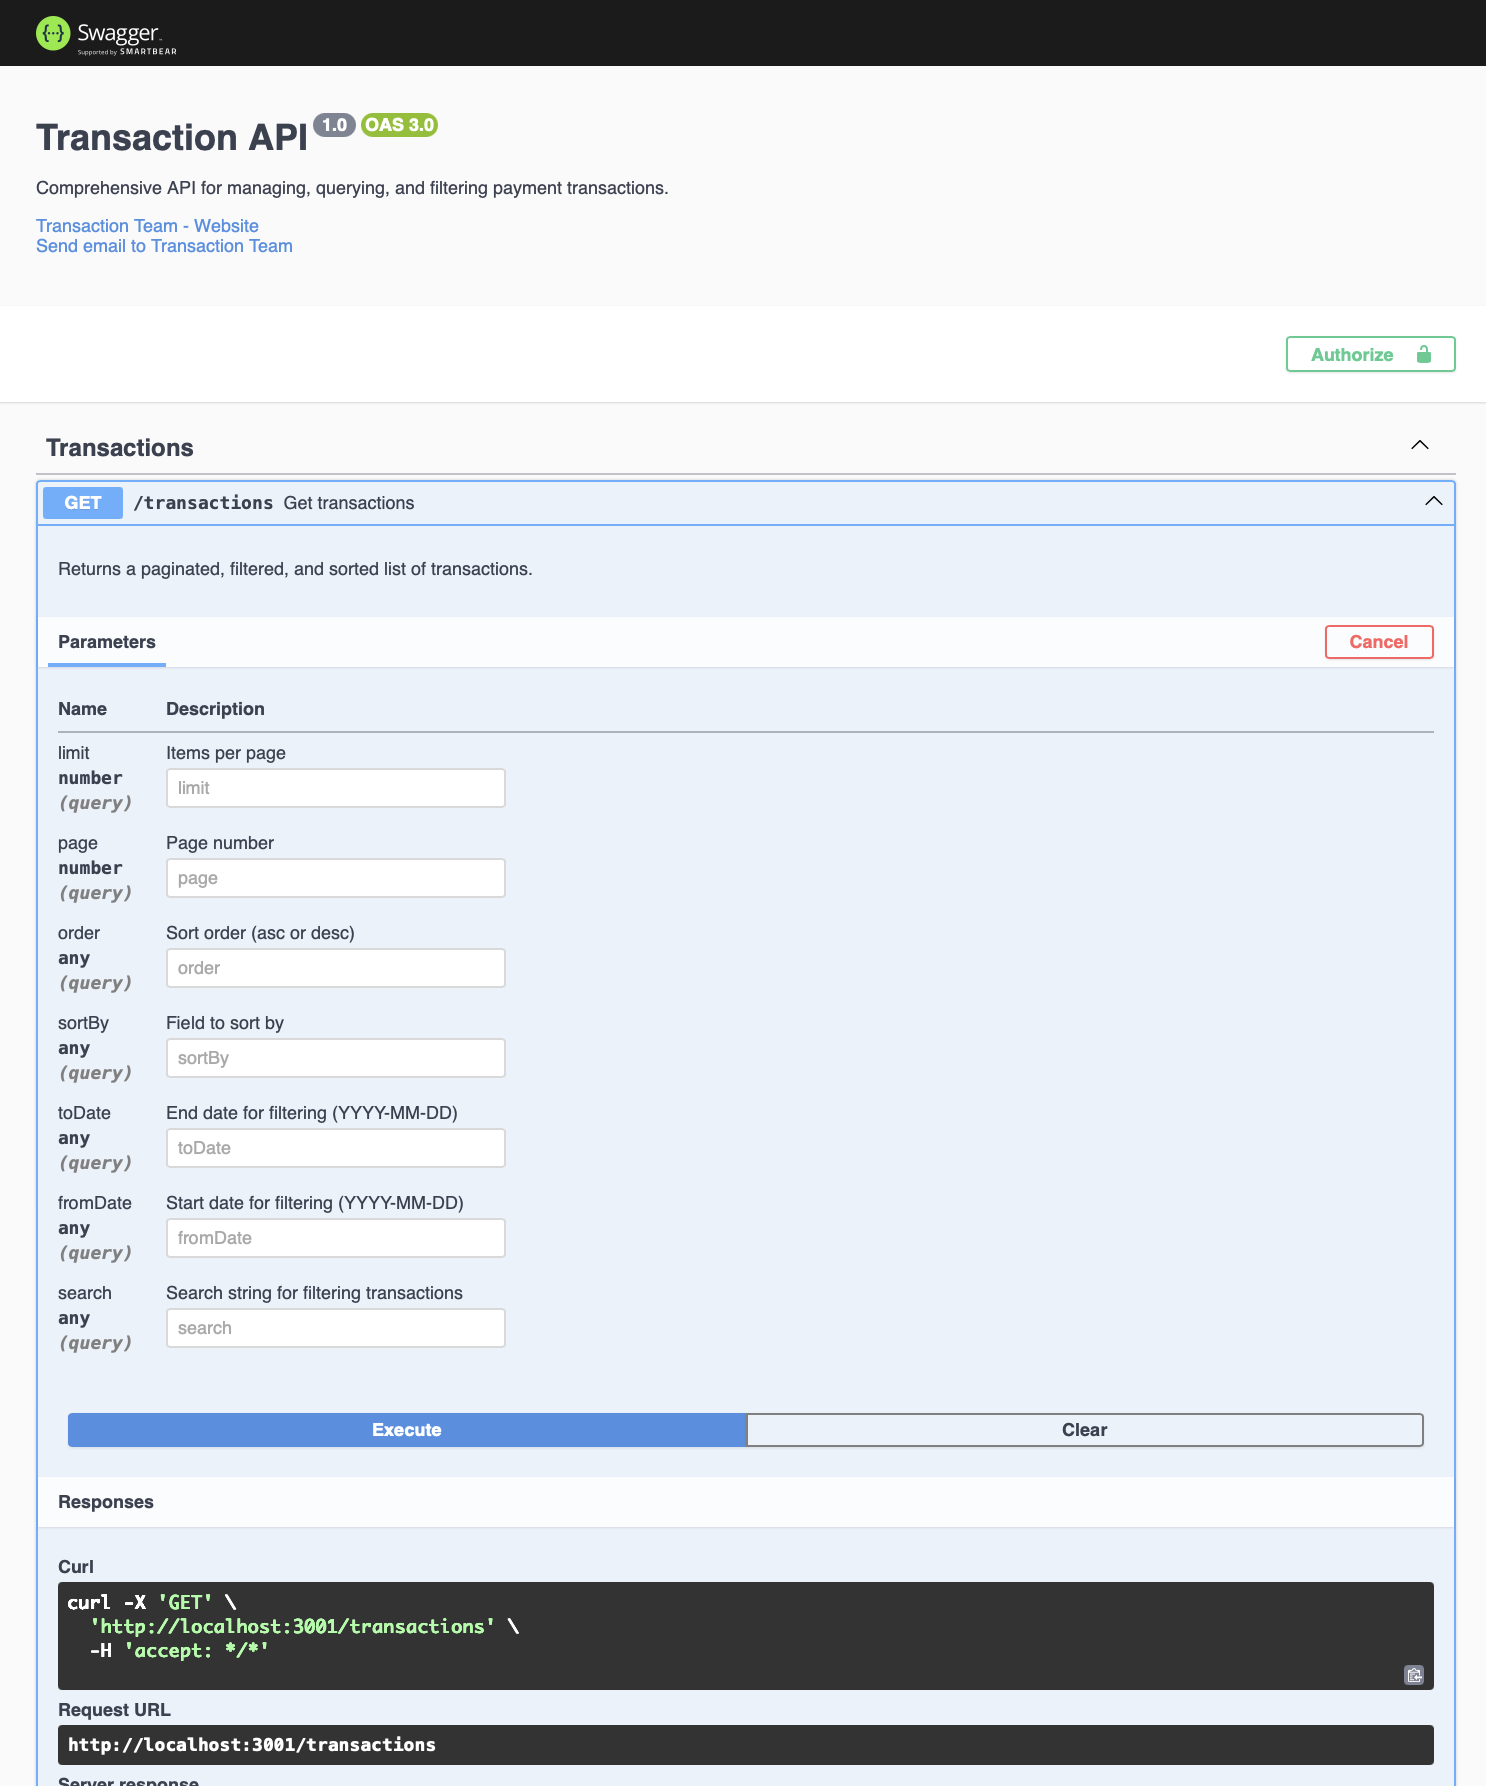 Swagger
Supported by SMARTBEAR
Transaction API 1.0 OAS 3.0
Comprehensive API for managing, querying, and filtering payment transactions.
Transaction Team - Website
Send email to Transaction Team
Authorize
Transactions
GET /transactions Get transactions
Returns a paginated, filtered, and sorted list of transactions.
Parameters Cancel
Name Description
limit Items per page
number
(query) limit
page Page number
number
(query) page
order Sort order (asc or desc)
any
(query) order
sortBy Field to sort by
any
(query) sortBy
toDate End date for filtering (YYYY-MM-DD)
any
(query) toDate
fromDate Start date for filtering (YYYY-MM-DD)
any
(query) fromDate
search Search string for filtering transactions
any
(query) search
Execute Clear
Responses
Curl
curl -X 'GET' \
'http://localhost:3001/transactions' \
-H 'accept: */*'
Request URL
http://localhost:3001/transactions
Server response